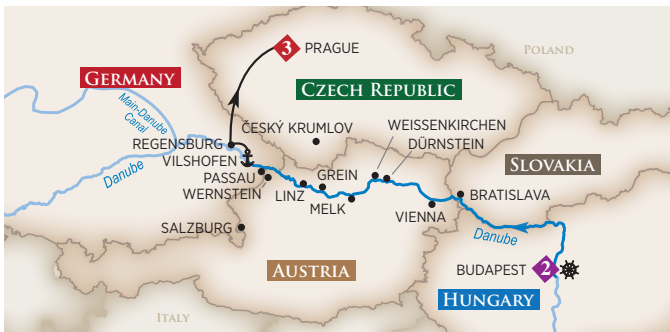 POLAND
3 PRAGUE
GERMANY
CZECH REPUBLIC
Main-Danube
Canal
WEISSENKIRCHEN
DÜRNSTEIN
ČESKÝ KRUMLOV
REGENSBURG
VILSHOFEN
SLOVAKIA
Danube
PASSAU
GREIN
WERNSTEIN
LINZ
BRATISLAVA
MELK
VIENNA
SALZBURG
Danube
AUSTRIA
BUDAPEST 2
HUNGARY
ITALY